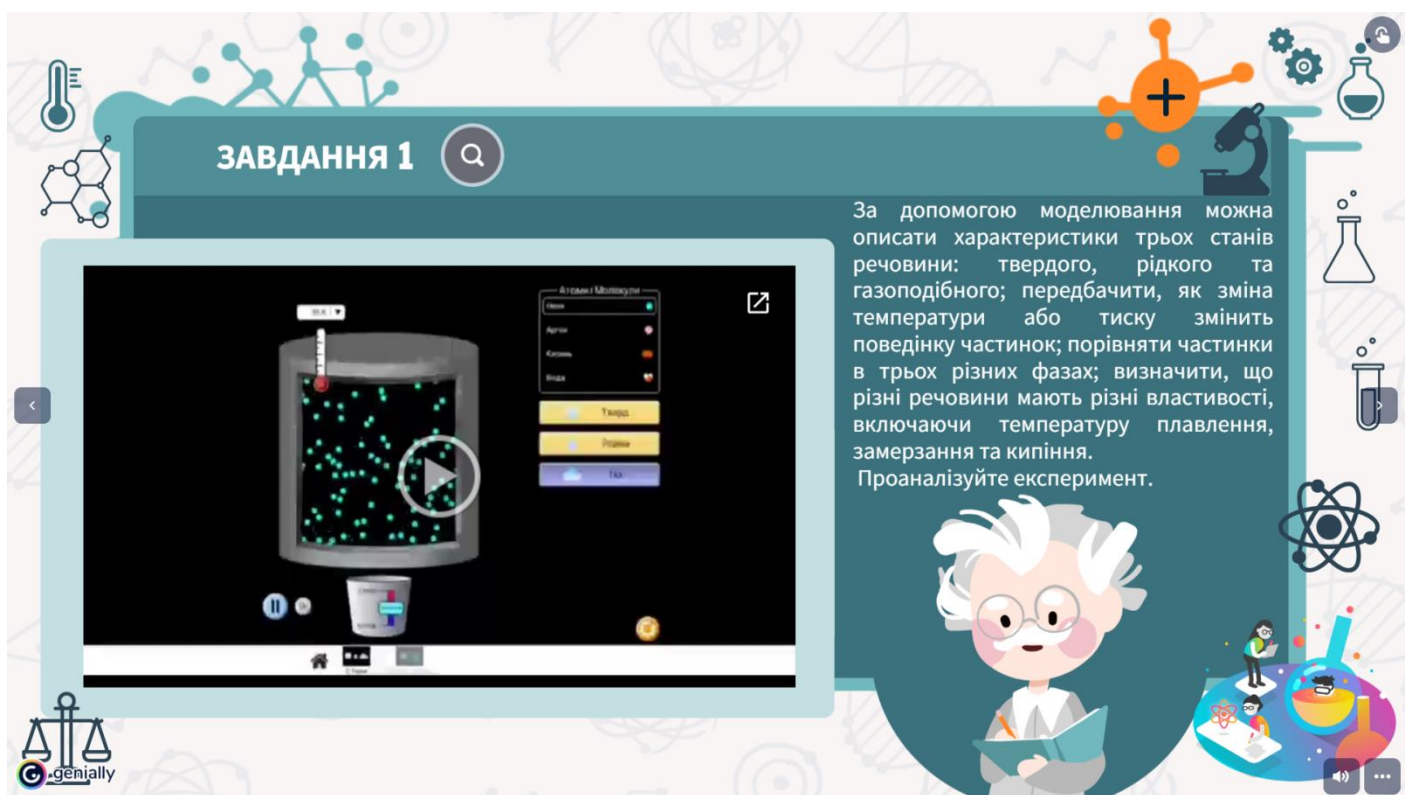 ЗАВДАННЯ 1
За допомогою моделювання можна
описати характеристики трьох станів
речовини: твердого, рідкого та
газоподібного; передбачити, як зміна
температури або тиску змінить
поведінку частинок; порівняти частинки
в трьох різних фазах; визначити, що
різні речовини мають різні властивості,
включаючи температуру плавлення,
замерзання та кипіння.
Проаналізуйте експеримент.
Атоми і Молекули
Неон
Аргон
Кисень
Вода
Тверд
Газ
genially